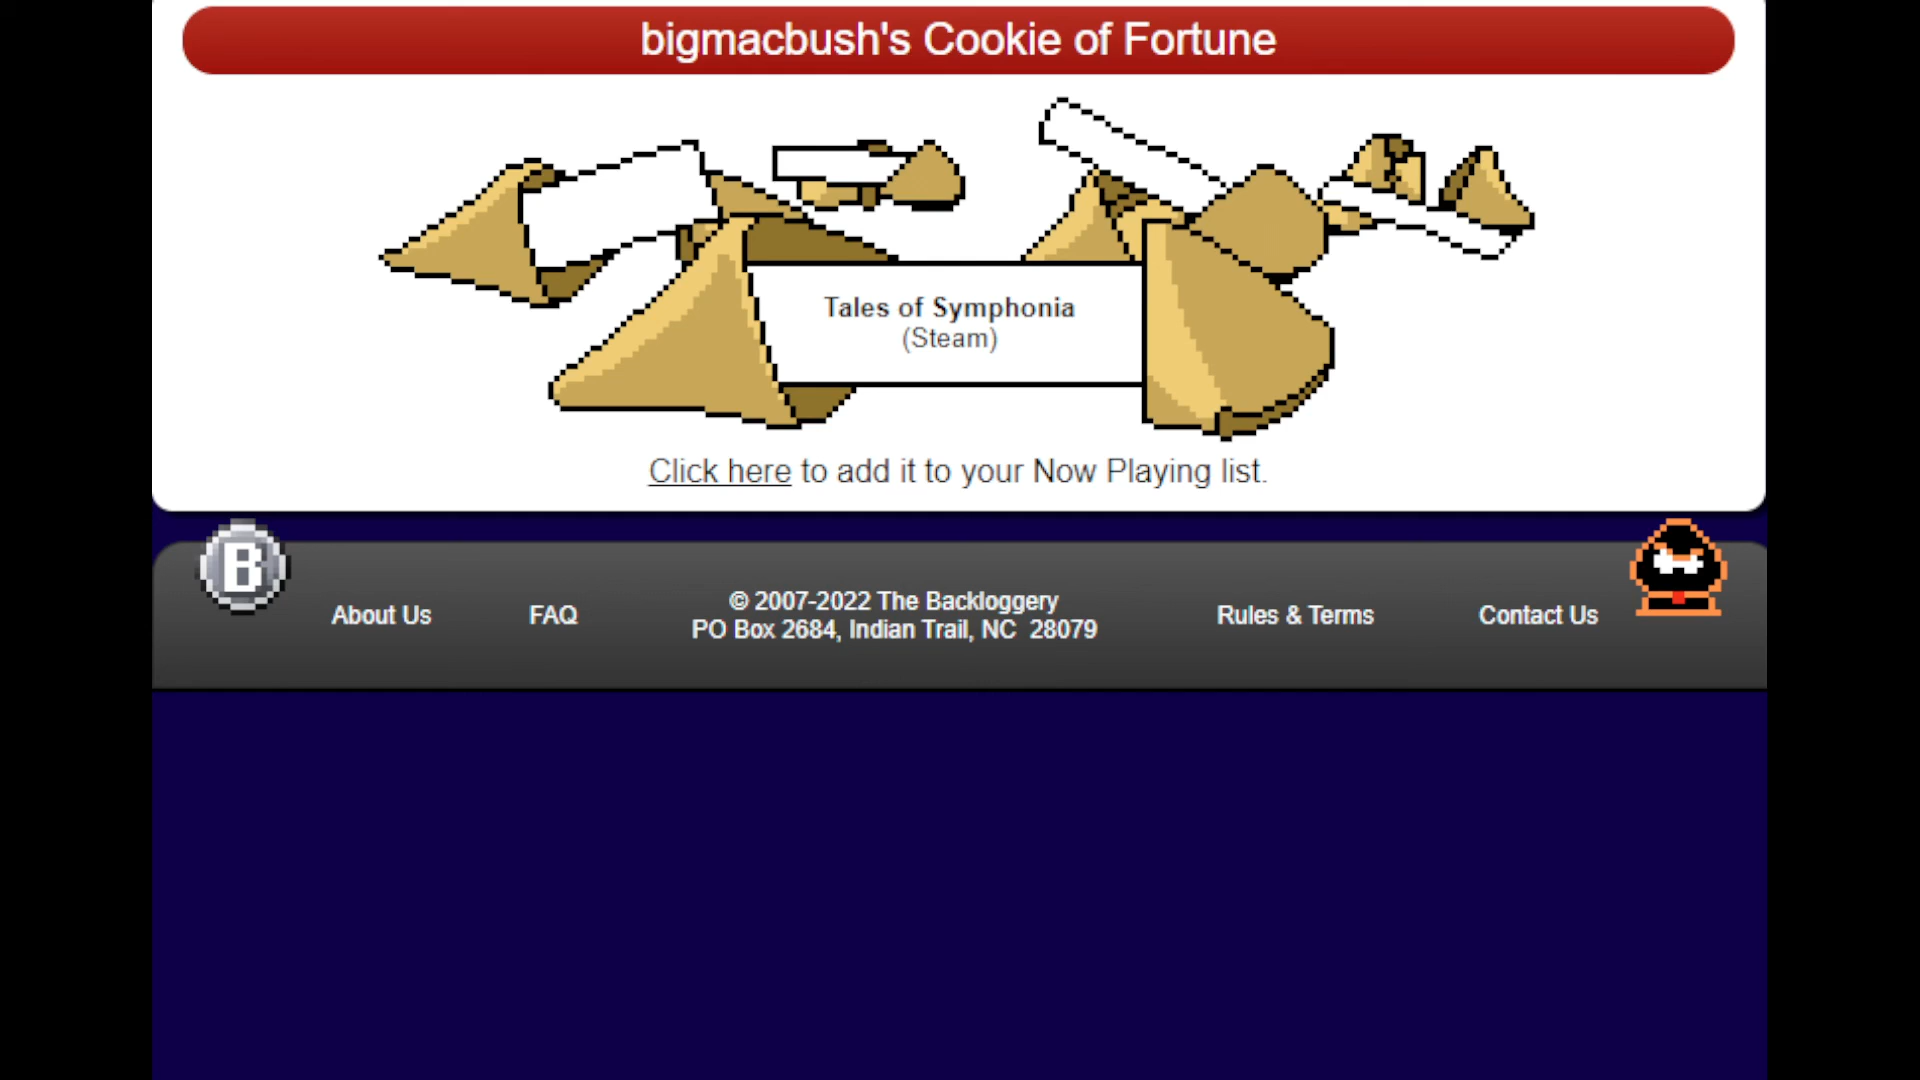 bigmacbush's Cookie of Fortune
Tales of Symphonia
(Steam)
Click here to add it to your Now Playing list.
B
About Us
FAQ
© 2007-2022 The Backloggery
PO Box 2684, Indian Trail, NC 28079
Rules & Terms
Contact Us